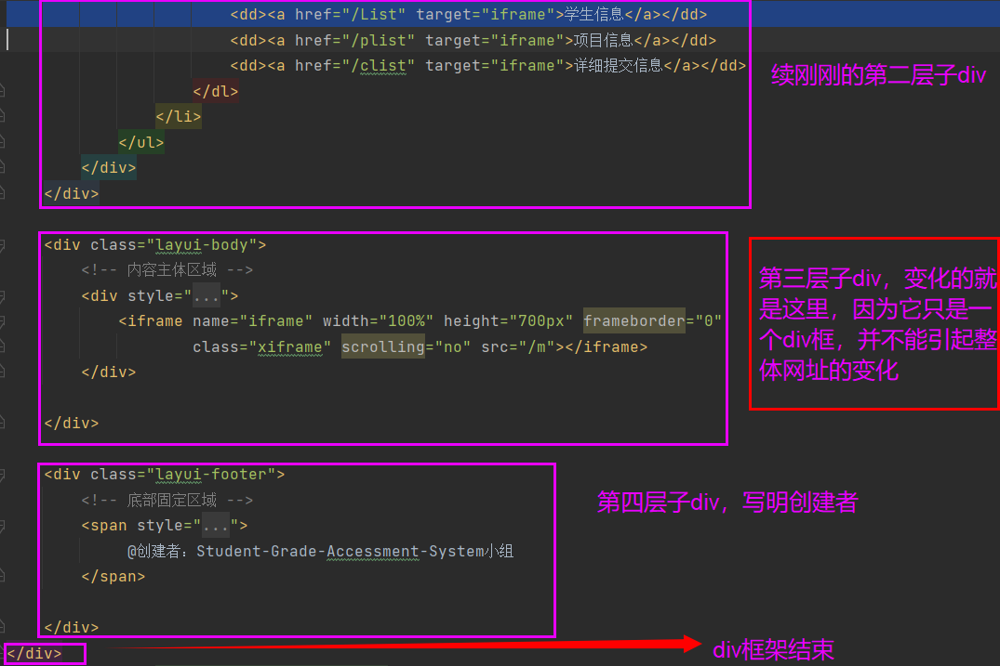 <dd><a href="/List" target="iframe">学生信息</a></dd>
<dd><a href="/plist" target="iframe">项目信息</a></dd>
<dd><a href="/clist" target="iframe">详细提交信息</a></dd>
续刚刚的第二层子div
</dl>
</li>
</ul>
</div>
</div>
<div class="layui-body">
<!-- 内容主体区域 -->
<div style="...">
<iframe name="iframe" width="100%" height="700px" frameborder="0"
class="xiframe" scrolling="no" src="/m"></iframe>
</div>
</div>
第三层子div，变化的就
是这里，因为它只是一
个div框，并不能引起整
体网址的变化
<div class="layui-footer">
<!-- 底部固定区域 -->
<span style="...">
@创建者：Student-Grade-Accessment-System小组
</span>
</div>
第四层子div，写明创建者
</div>
div框架结束